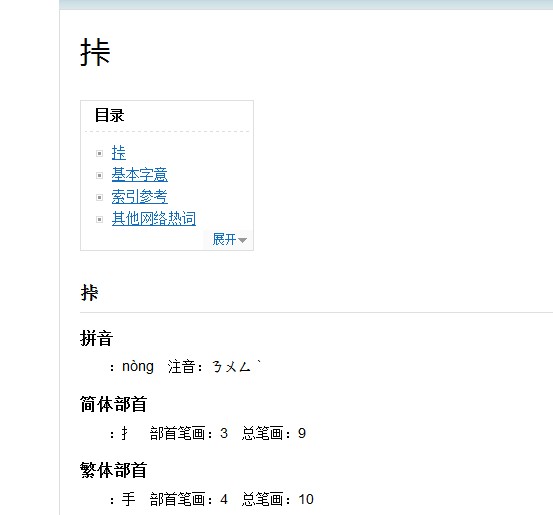 挊
目录
挊
基本字意
索引参考
其他网络热词
展开
挊
拼音
：nòng 注音：ㄋㄨㄥˋ
简体部首
：扌 部首笔画：3 总笔画：9
繁体部首
：手 部首笔画：4 总笔画：10